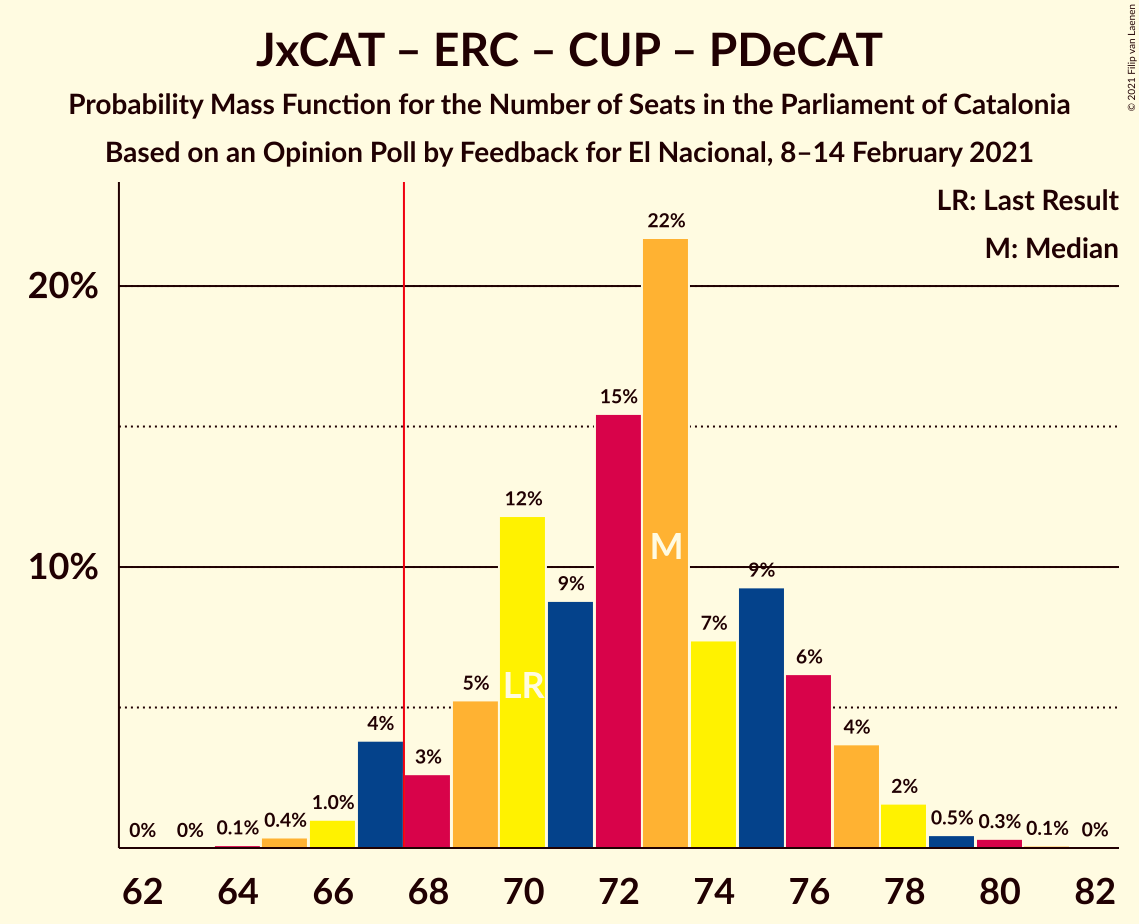 JxCAT – ERC – CUP – PDeCAT
Probability Mass Function for the Number of Seats in the Parliament of Catalonia
Based on an Opinion Poll by Feedback for El Nacional, 8–14 February 2021
© 2021 Filip van Laenen
LR: Last Result
M: Median
20%
10%
0%
0%
0.1%
0.4%
1.0%
4%
3%
5%
12%
9%
15%
22%
7%
9%
6%
4%
2%
0.5%
0.3%
0.1%
0%
LR
M
62 64 66 68 70 72 74 76 78 80 82